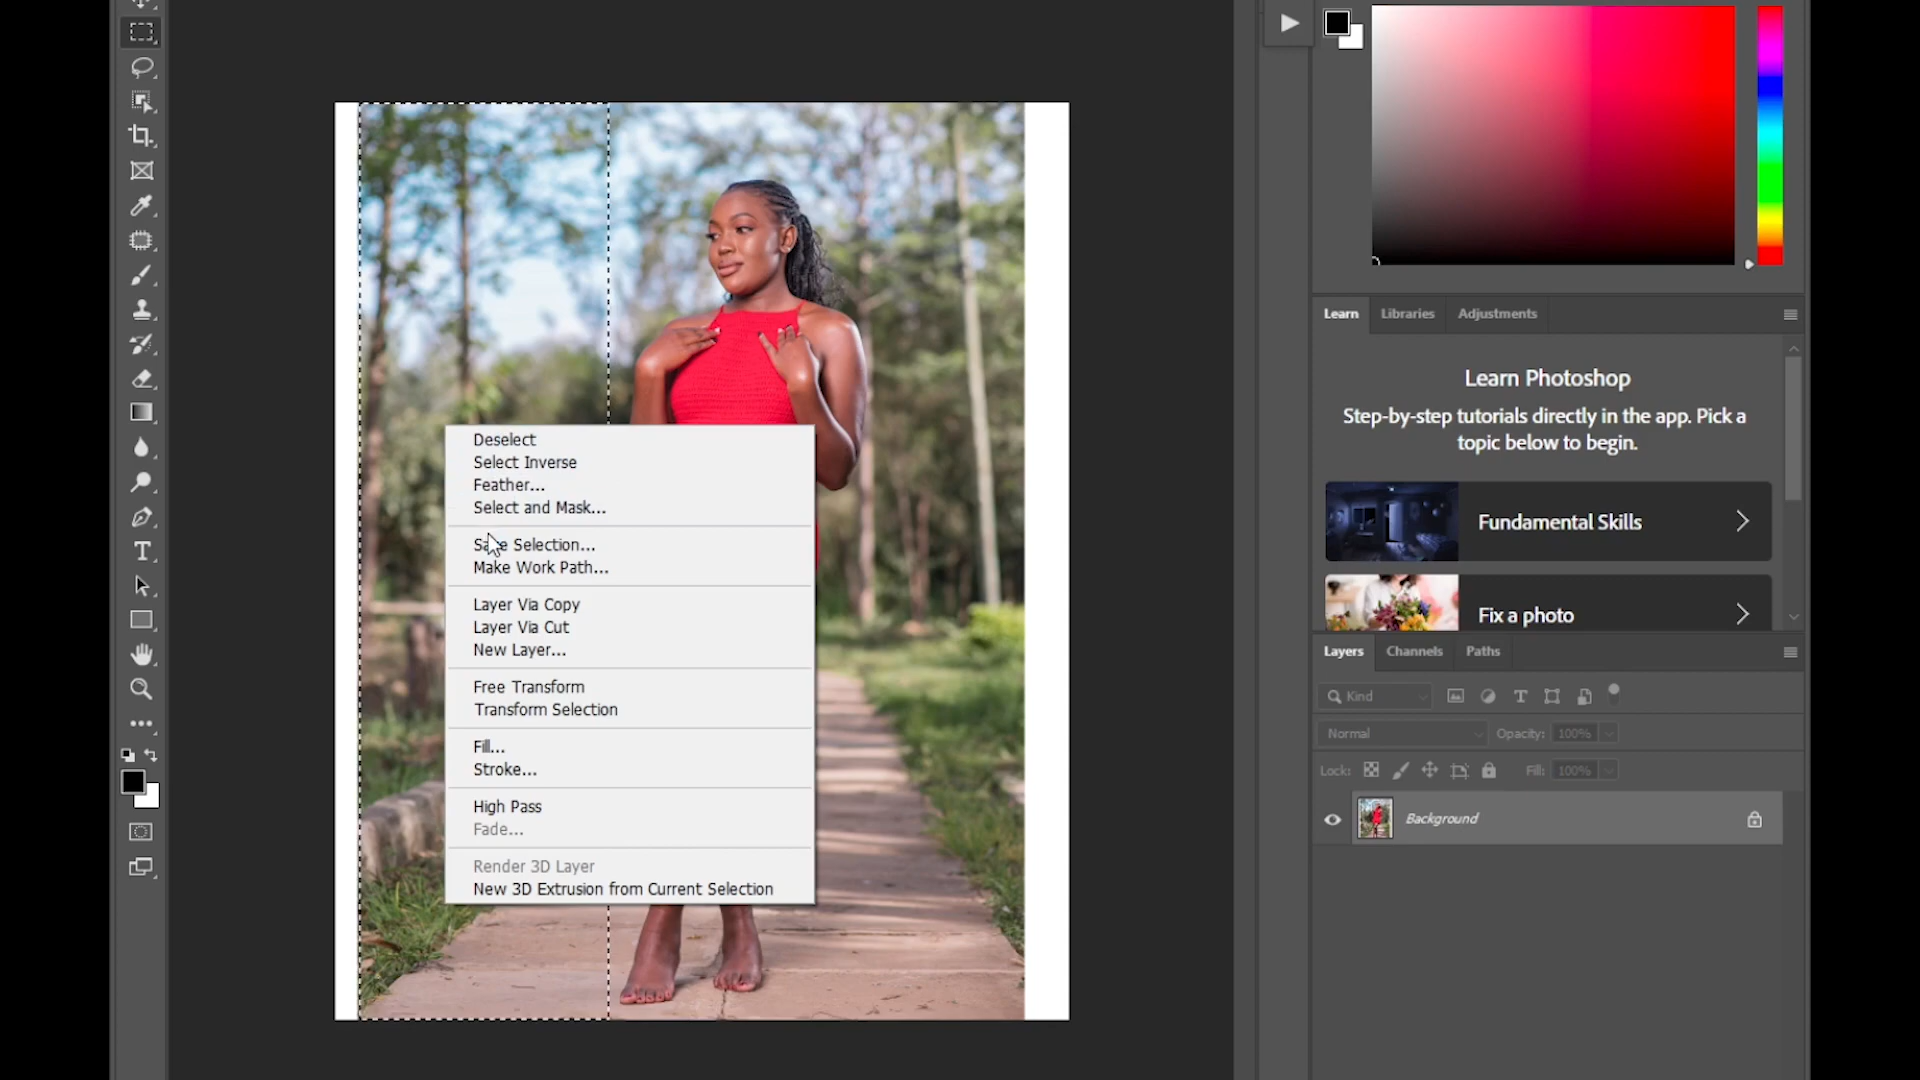 Deselect
Select Inverse
Feather...
Select and Mask...
Save Selection...
Make Work Path...
Layer Via Copy
Layer Via Cut
New Layer...
Free Transform
Transform Selection
Fill...
Stroke...
High Pass
Fade...
Render 3D Layer
New 3D Extrusion from Current Selection
Learn Libraries Adjustments
Learn Photoshop
Step-by-step tutorials directly in the app. Pick a
topic below to begin.
Fundamental Skills
Fix a photo
Layers Channels Paths
Kind
Normal Opacity: 100%
Lock: Fill: 100%
Background